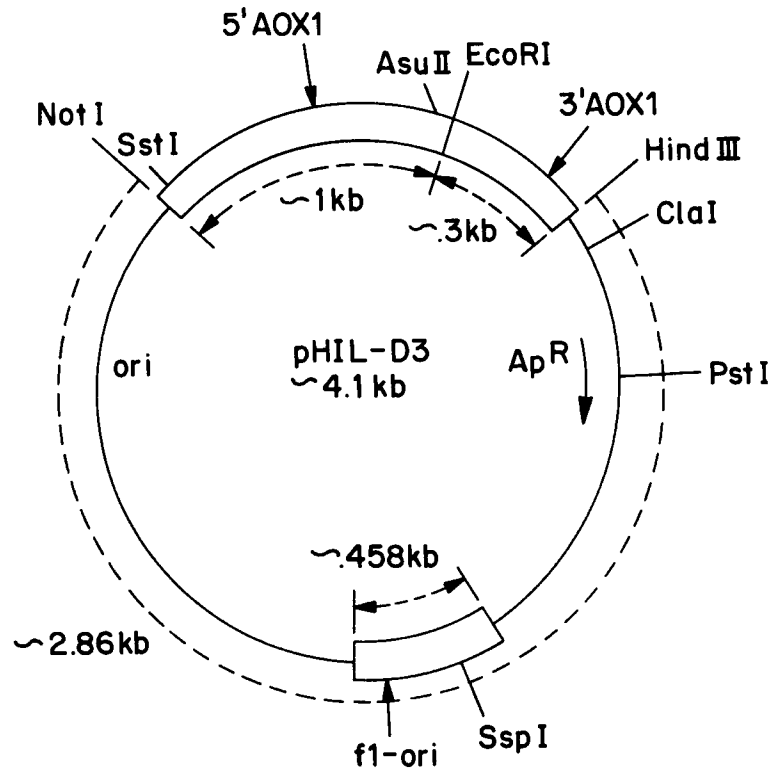 5'AOX1
AsuII
EcoRI
3'AOX1
NotI
SstI
HindIII
~1kb
~.3kb
ClaI
pHIL-D3
~4.1kb
ori
ApR
PstI
~.458kb
~2.86kb
SspI
f1-ori